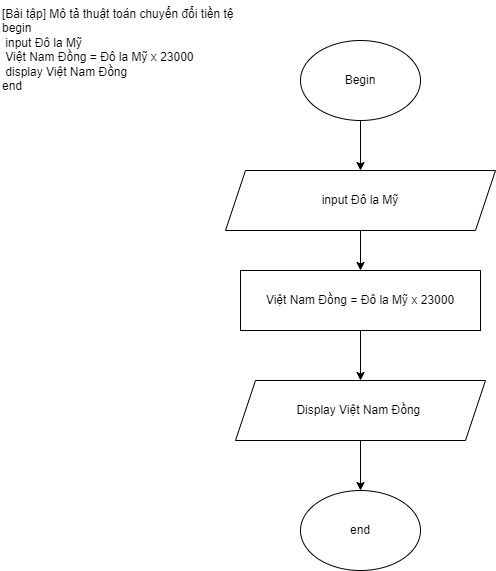 [Bài tập] Mô tả thuật toán chuyển đổi tiền tệ
begin
input Đô la Mỹ
Việt Nam Đồng = Đô la Mỹ x 23000
display Việt Nam Đồng
end
Begin
input Đô la Mỹ
Việt Nam Đồng = Đô la Mỹ x 23000
Display Việt Nam Đồng
end